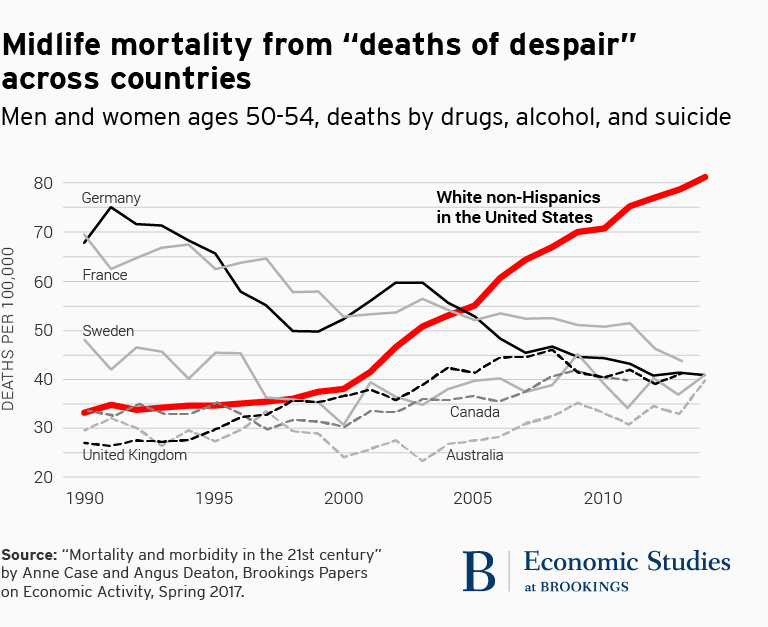 Midlife mortality from “deaths of despair”
across countries
Men and women ages 50-54, deaths by drugs, alcohol, and suicide
DEATHS PER 100,000
80
70
60
50
40
30
20
Germany
France
Sweden
United Kingdom
White non-Hispanics
in the United States
Canada
Australia
1990
1995
2000
2005
2010
Source: “Mortality and morbidity in the 21st century”
by Anne Case and Angus Deaton, Brookings Papers
on Economic Activity, Spring 2017.
B
Economic Studies
at BROOKINGS